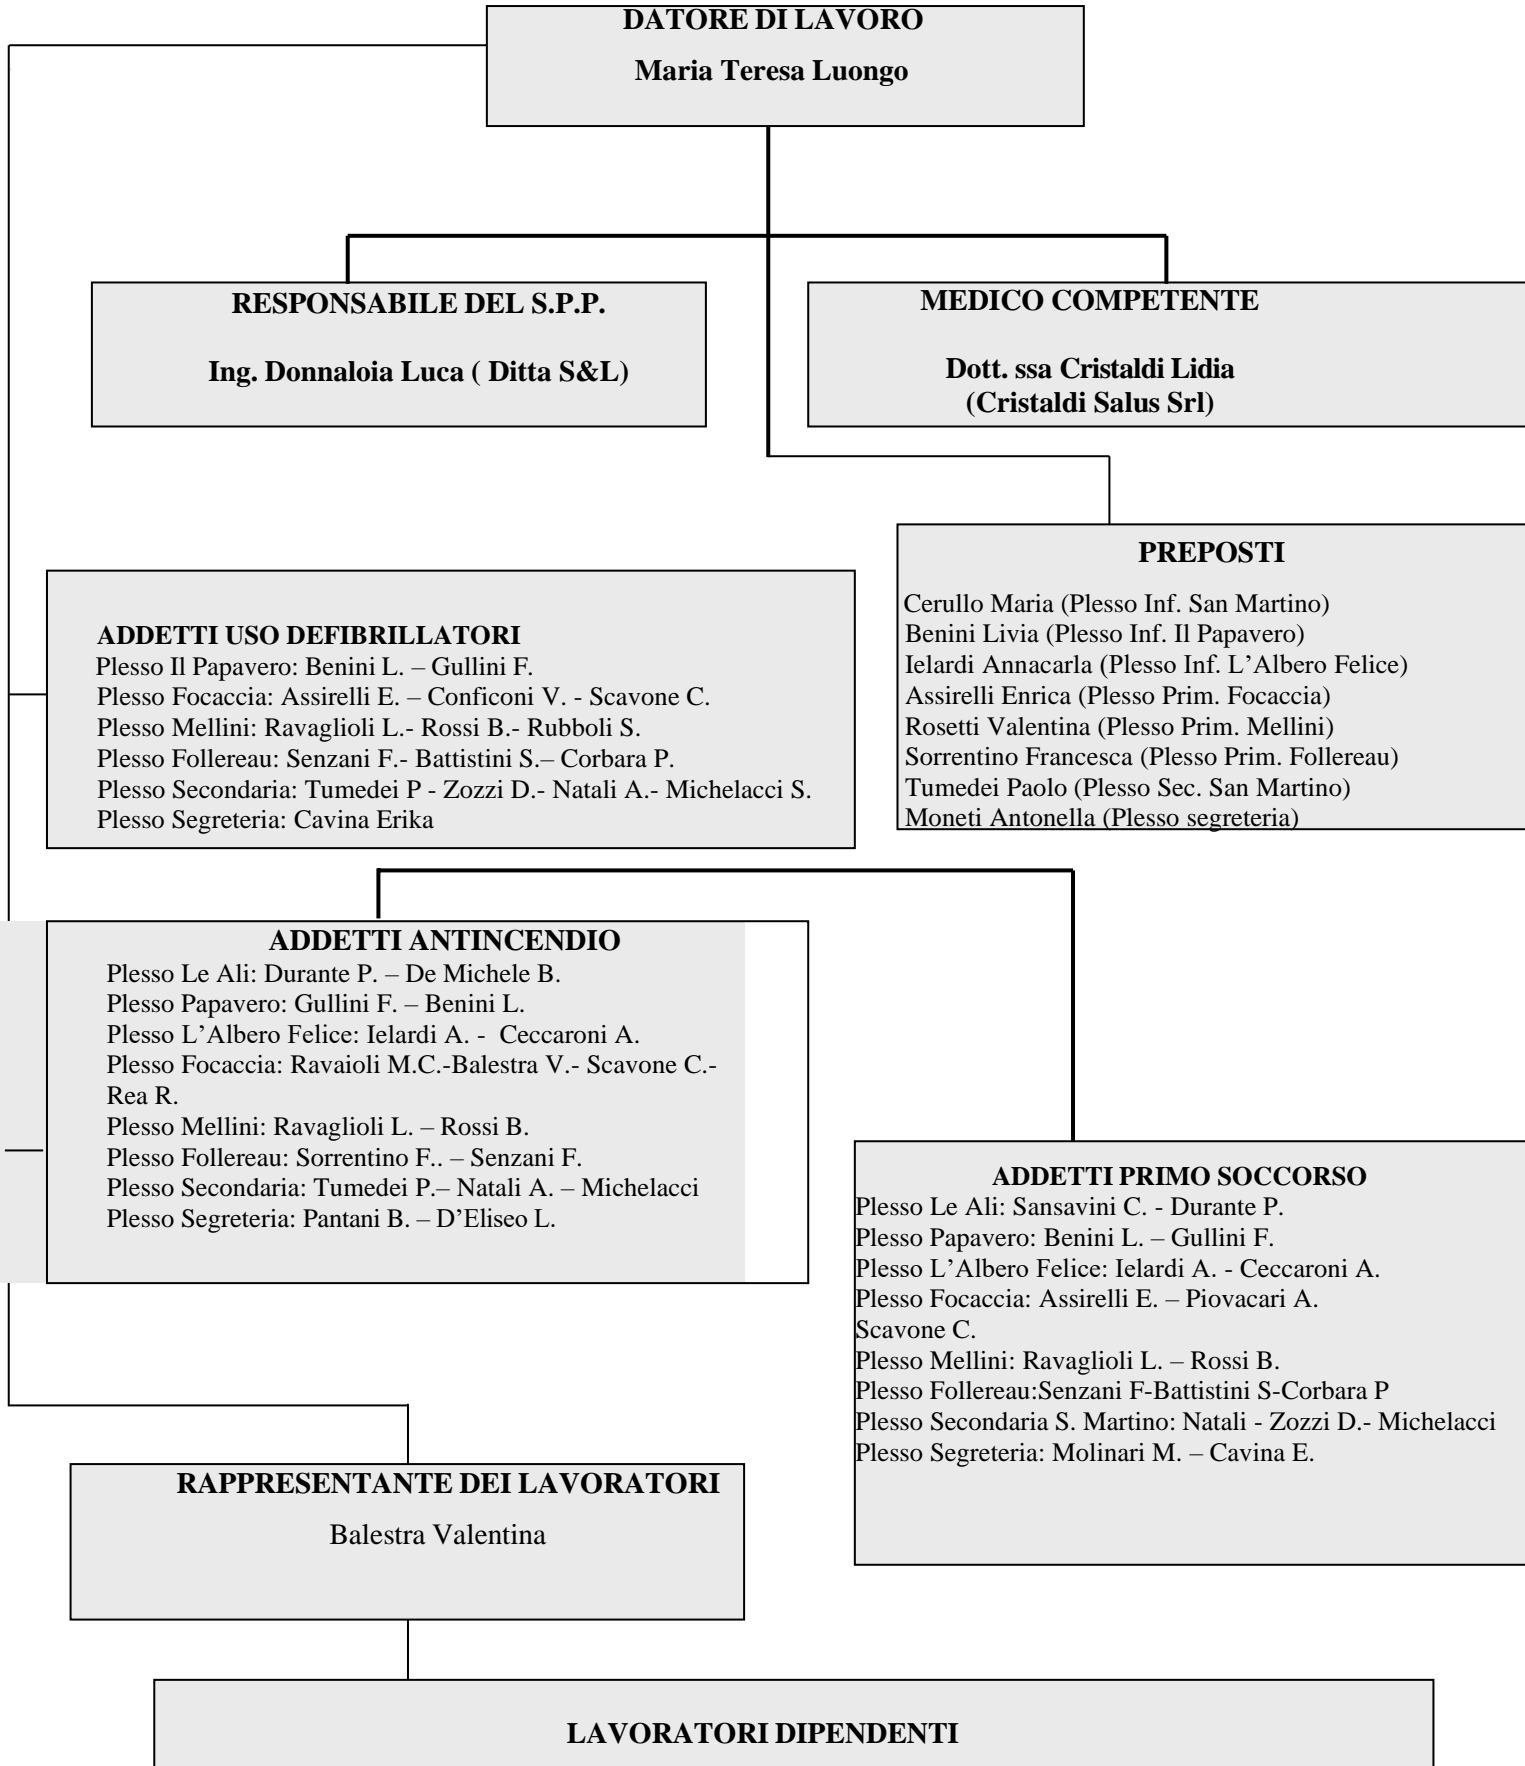 DATORE DI LAVORO
Maria Teresa Luongo
RESPONSABILE DEL S.P.P.
Ing. Donnaloia Luca ( Ditta S&L)
MEDICO COMPETENTE
Dott. ssa Cristaldi Lidia
(Cristaldi Salus Srl)
PREPOSTI
Cerullo Maria (Plesso Inf. San Martino)
Benini Livia (Plesso Inf. Il Papavero)
Ielardi Annacarla (Plesso Inf. L’Albero Felice)
Assirelli Enrica (Plesso Prim. Focaccia)
Rosetti Valentina (Plesso Prim. Mellini)
Sorrentino Francesca (Plesso Prim. Follereau)
Tumedei Paolo (Plesso Sec. San Martino)
Moneti Antonella (Plesso segreteria)
ADDETTI USO DEFIBRILLATORI
Plesso Il Papavero: Benini L. – Gullini F.
Plesso Focaccia: Assirelli E. – Conficoni V. - Scavone C.
Plesso Mellini: Ravaglioli L.- Rossi B.- Rubboli S.
Plesso Follereau: Senzani F.- Battistini S.– Corbara P.
Plesso Secondaria: Tumedei P - Zozzi D.- Natali A.- Michelacci S.
Plesso Segreteria: Cavina Erika
ADDETTI ANTINCENDIO
Plesso Le Ali: Durante P. – De Michele B.
Plesso Papavero: Gullini F. – Benini L.
Plesso L’Albero Felice: Ielardi A. -  Ceccaroni A.
Plesso Focaccia: Ravaioli M.C.-Balestra V.- Scavone C.-
Rea R.
Plesso Mellini: Ravaglioli L. – Rossi B.
Plesso Follereau: Sorrentino F.. – Senzani F.
Plesso Secondaria: Tumedei P.– Natali A. – Michelacci
Plesso Segreteria: Pantani B. – D’Eliseo L.
ADDETTI PRIMO SOCCORSO
Plesso Le Ali: Sansavini C. - Durante P.
Plesso Papavero: Benini L. – Gullini F.
Plesso L’Albero Felice: Ielardi A. - Ceccaroni A.
Plesso Focaccia: Assirelli E. – Piovacari A.
Scavone C.
Plesso Mellini: Ravaglioli L. – Rossi B.
Plesso Follereau:Senzani F-Battistini S-Corbara P
Plesso Secondaria S. Martino: Natali - Zozzi D.- Michelacci
Plesso Segreteria: Molinari M. – Cavina E.
RAPPRESENTANTE DEI LAVORATORI
Balestra Valentina
LAVORATORI DIPENDENTI